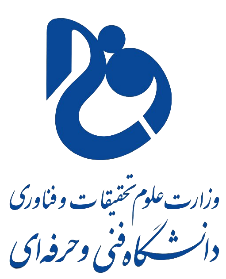 وزارت علوم تحقیقات و فناوری
دانشگاه فنی و حرفه‌ای